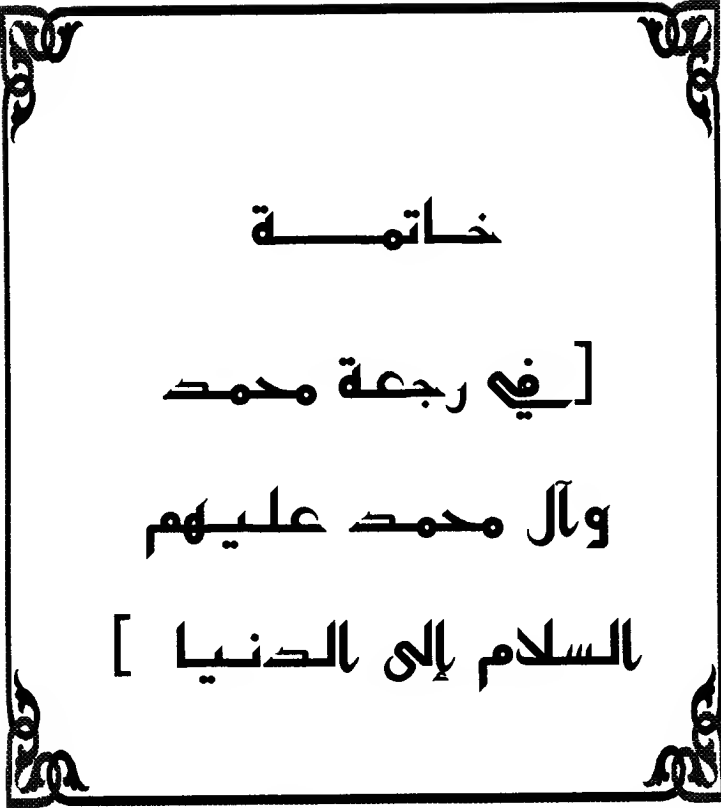 خاتمة
[في رجعة محمد
وآل محمد عليهم
السلام إلى الدنيا ]